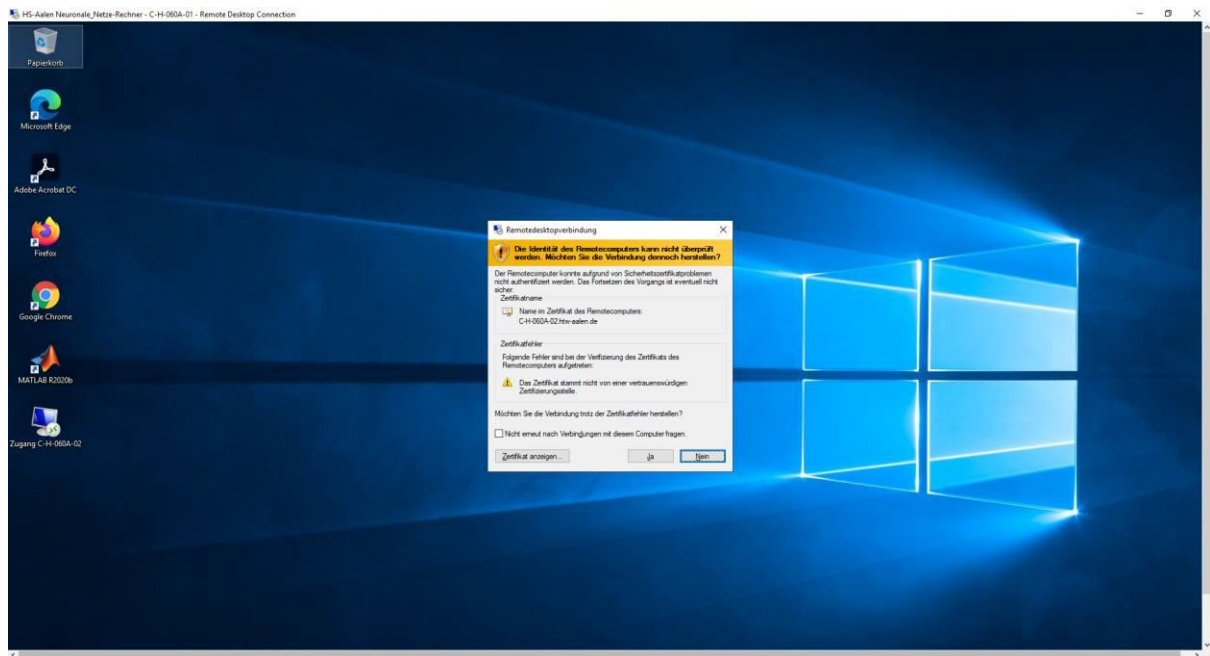 HS-Aalen Neuronale_Netze-Rechner - C-H-060A-01 - Remote Desktop Connection
Papierkorb
Microsoft Edge
Adobe Acrobat DC
Firefox
Google Chrome
MATLAB R2020b
Zugang C-H-060A-02
Remotedesktopverbindung
Die Identität des Remotecomputers kann nicht überprüft
werden. Möchten Sie die Verbindung dennoch herstellen?
Der Remotecomputer konnte aufgrund von Sicherheitszertifikatproblemen
nicht authentifiziert werden. Das Fortsetzen des Vorgangs ist eventuell nicht
sicher.
Zertifikatname
Name im Zertifikat des Remotecomputers:
C-H-060A-02.htw-aalen.de
Zertifikatfehler
Folgende Fehler sind bei der Verifizierung des Zertifikats des
Remotecomputers aufgetreten:
Das Zertifikat stammt nicht von einer vertrauenswürdigen
Zertifizierungsstelle.
Möchten Sie die Verbindung trotz der Zertifikatfehler herstellen?
Nicht erneut nach Verbindungen mit diesem Computer fragen.
Zertifikat anzeigen...
Ja
Nein